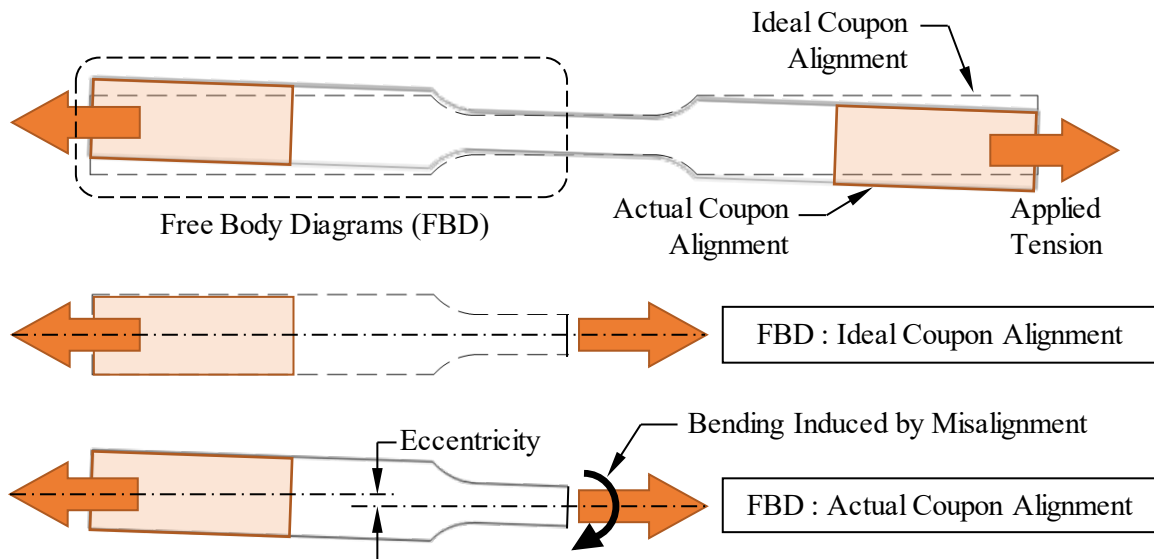 Ideal Coupon
Alignment
Free Body Diagrams (FBD)
Actual Coupon
Alignment
Applied
Tension
FBD : Ideal Coupon Alignment
Eccentricity
Bending Induced by Misalignment
FBD : Actual Coupon Alignment